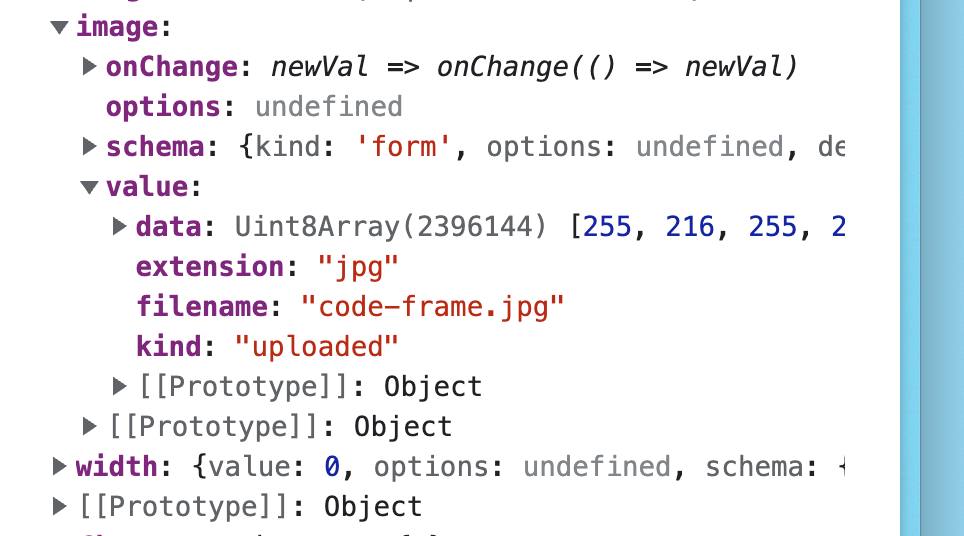 image:
onChange: newVal => onChange(() => newVal)
options: undefined
schema: {kind: 'form', options: undefined, de
value:
data: Uint8Array(2396144) [255, 216, 255, 2
extension: "jpg"
filename: "code-frame.jpg"
kind: "uploaded"
[[Prototype]]: Object
[[Prototype]]: Object
width: {value: 0, options: undefined, schema: {
[[Prototype]]: Object